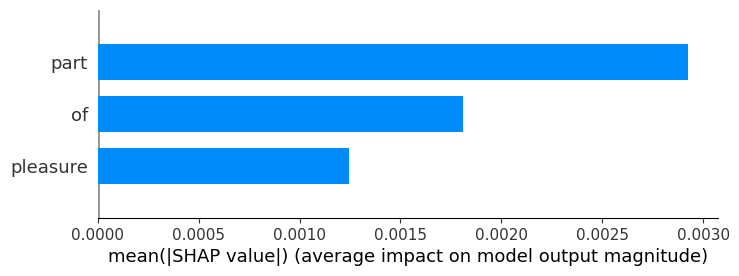 part
of
pleasure
0.0000 0.0005 0.0010 0.0015 0.0020 0.0025 0.0030
mean(|SHAP value|) (average impact on model output magnitude)